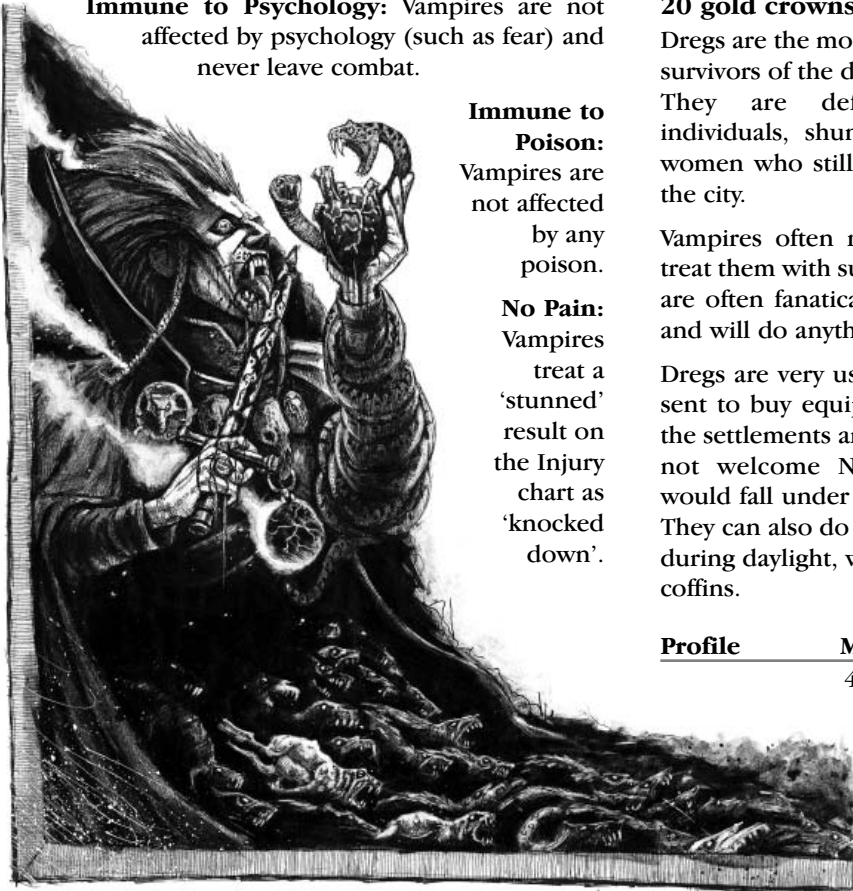 Immune to Psychology: Vampires are not
affected by psychology (such as fear) and
never leave combat.
Immune to
Poison:
Vampires are
not affected
by any
poison.
No Pain:
Vampires
treat a
‘stunned’
result on
the Injury
chart as
‘knocked
down’.
20 gold crowns
Dregs are the mo
survivors of the d
They are def
individuals, shun
women who still
the city.
Vampires often r
treat them with su
are often fanatica
and will do anyth
Dregs are very us
sent to buy equip
the settlements a
not welcome N
would fall under
They can also do
during daylight, w
coffins.
Profile M
4